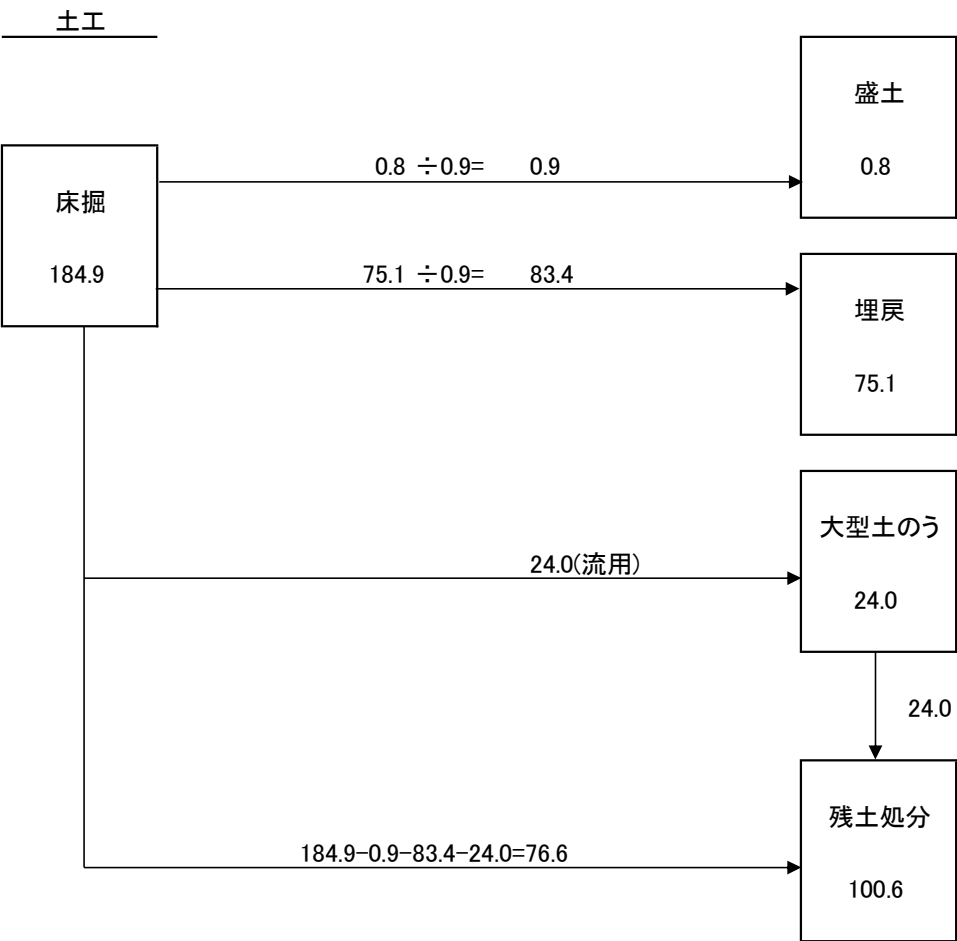 土工
盛土
0.8
0.8 ÷0.9= 0.9
床掘
184.9
75.1 ÷0.9= 83.4
埋戻
75.1
大型土のう
24.0
24.0(流用)
24.0
残土処分
100.6
184.9-0.9-83.4-24.0=76.6